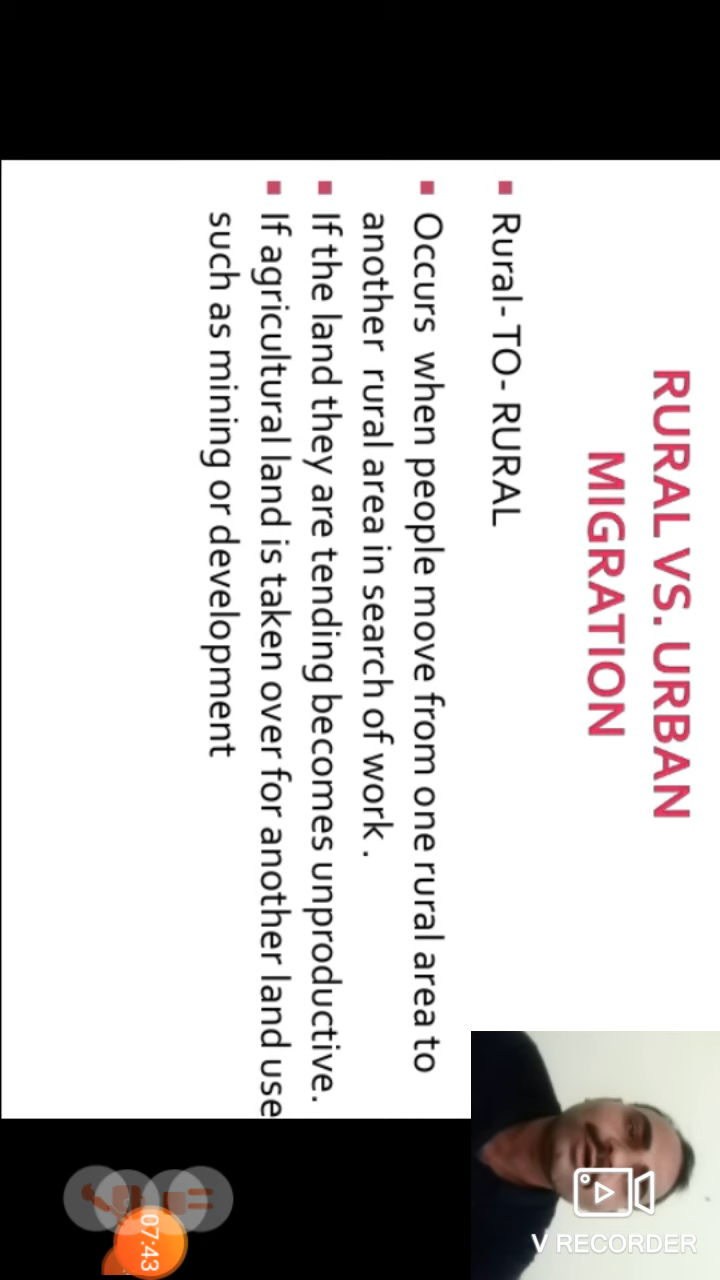 RURAL VS. URBAN
MIGRATION
Rural- TO- RURAL
Occurs when people move from one rural area to
another rural area in search of work .
If the land they are tending becomes unproductive.
If agricultural land is taken over for another land use
such as mining or development
V RECORDER
07:43